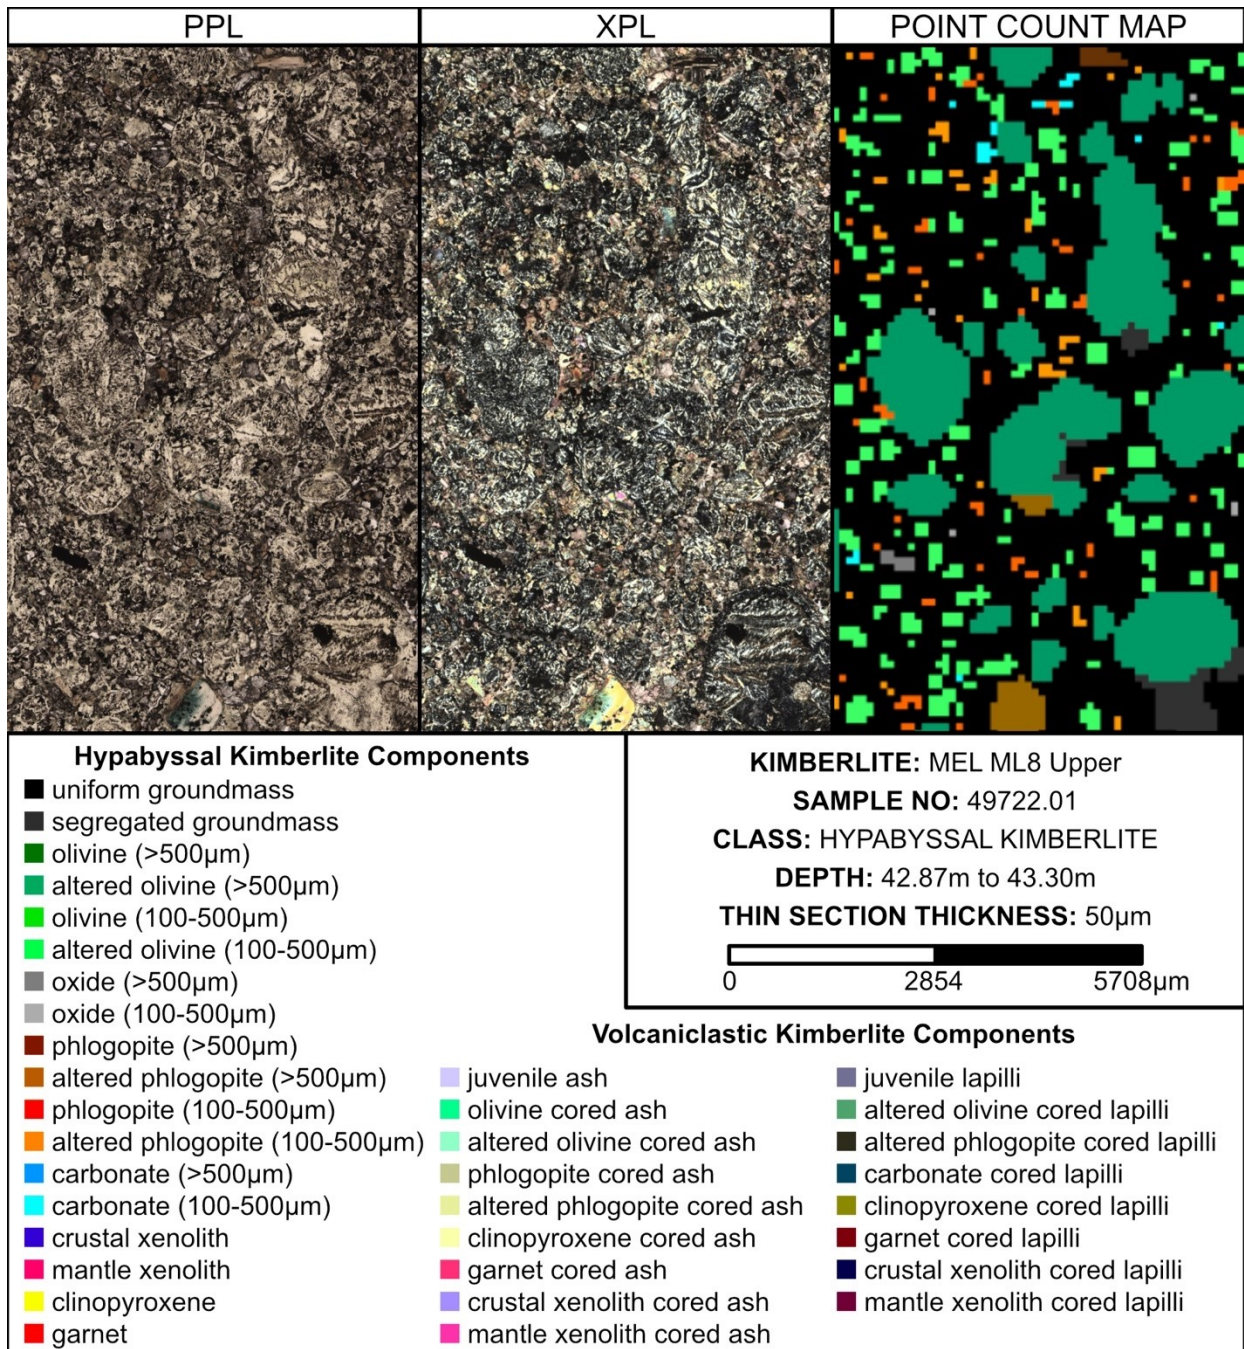 PPL
XPL
POINT COUNT MAP
Hypabyssal Kimberlite Components
uniform groundmass
segregated groundmass
olivine (>500µm)
altered olivine (>500µm)
olivine (100-500µm)
altered olivine (100-500µm)
oxide (>500µm)
oxide (100-500µm)
phlogopite (>500µm)
altered phlogopite (>500µm)
phlogopite (100-500µm)
altered phlogopite (100-500µm)
carbonate (>500µm)
carbonate (100-500µm)
crustal xenolith
mantle xenolith
clinopyroxene
garnet
KIMBERLITE: MEL ML8 Upper
SAMPLE NO: 49722.01
CLASS: HYPABYSSAL KIMBERLITE
DEPTH: 42.87m to 43.30m
THIN SECTION THICKNESS: 50µm
0 2854 5708µm
Volcaniclastic Kimberlite Components
juvenile ash
olivine cored ash
altered olivine cored ash
phlogopite cored ash
altered phlogopite cored ash
clinopyroxene cored ash
garnet cored ash
crustal xenolith cored ash
mantle xenolith cored ash
juvenile lapilli
altered olivine cored lapilli
altered phlogopite cored lapilli
carbonate cored lapilli
clinopyroxene cored lapilli
garnet cored lapilli
crustal xenolith cored lapilli
mantle xenolith cored lapilli